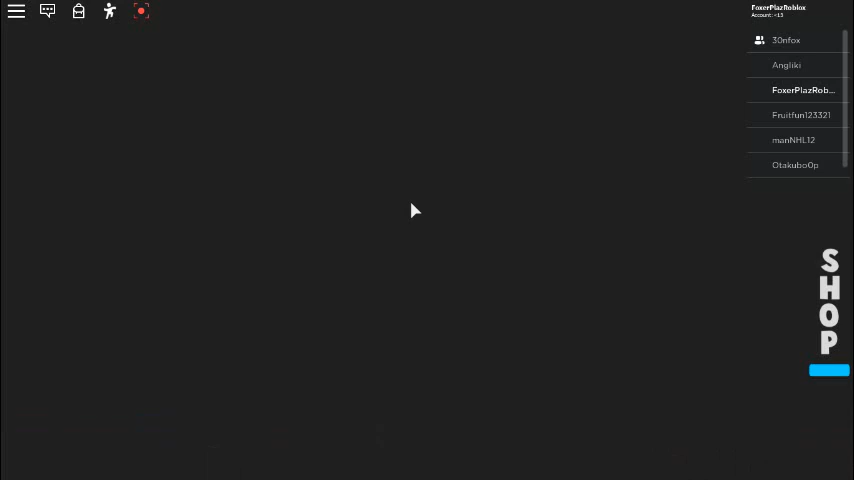 FoxerPlazRoblox
Account: <13
30nfox
Angliki
FoxerPlazRob...
Fruitfun123321
manNHL12
Otakubo0p
SHOP